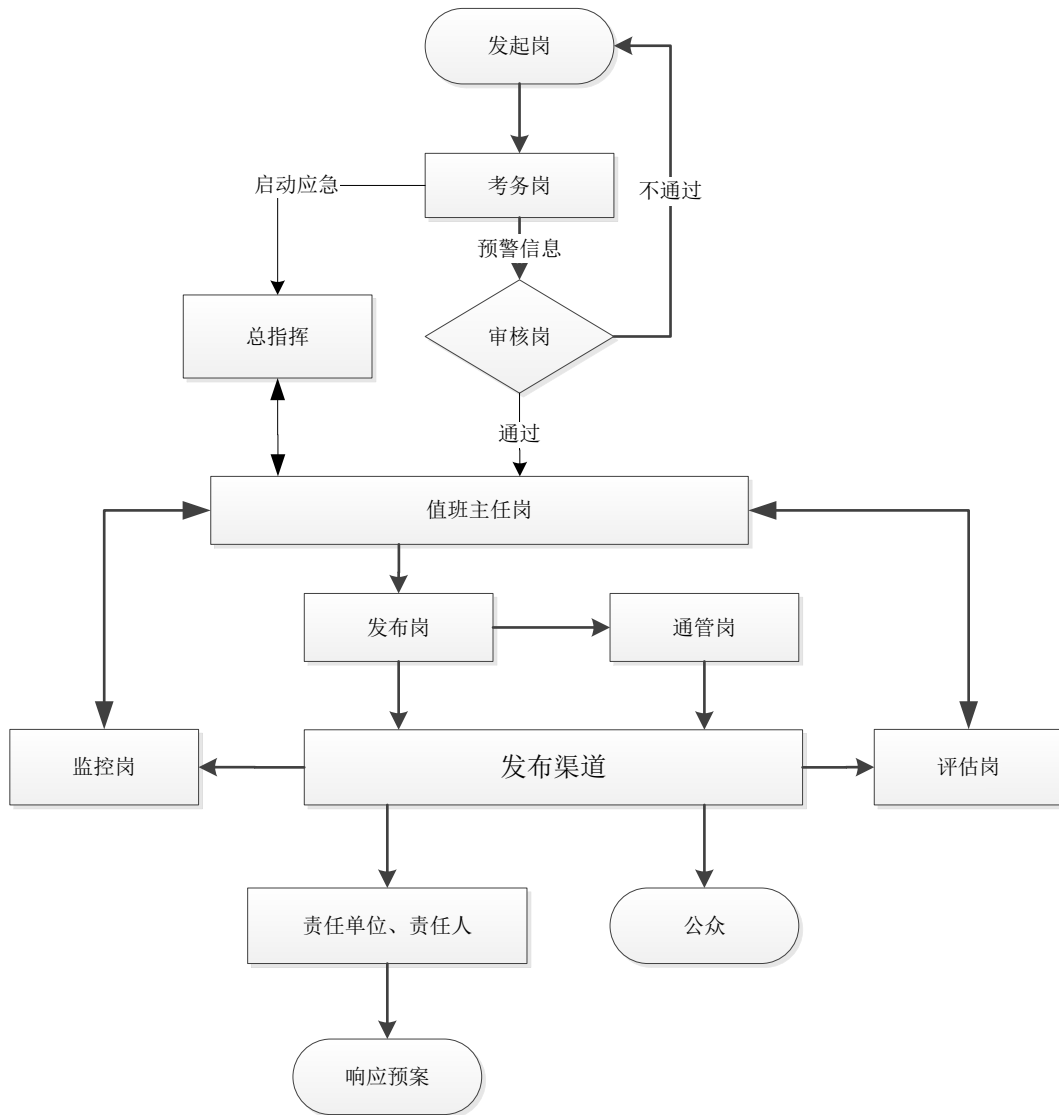 发起岗
考务岗
启动应急
不通过
预警信息
总指挥
审核岗
通过
值班主任岗
发布岗
通管岗
监控岗
发布渠道
评估岗
责任单位、责任人
公众
响应预案